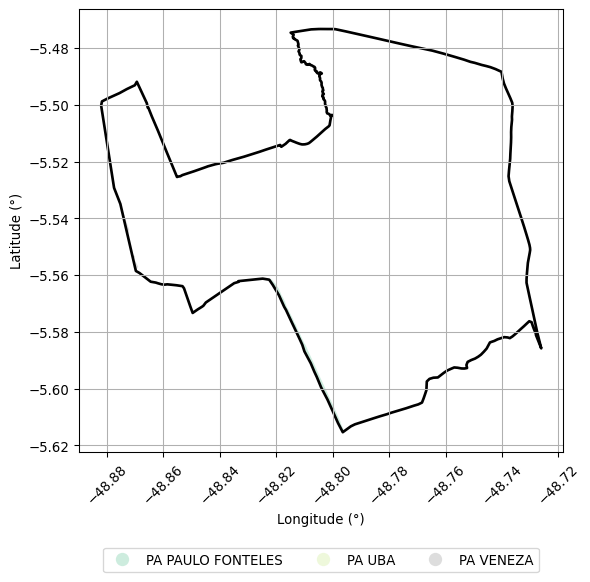 −5.48
−5.50
−5.52
−5.54
−5.56
−5.58
−5.60
−5.62
Latitude (°)
−48.88 −48.86 −48.84 −48.82 −48.80 −48.78 −48.76 −48.74 −48.72
Longitude (°)
PA PAULO FONTELES PA UBA PA VENEZA